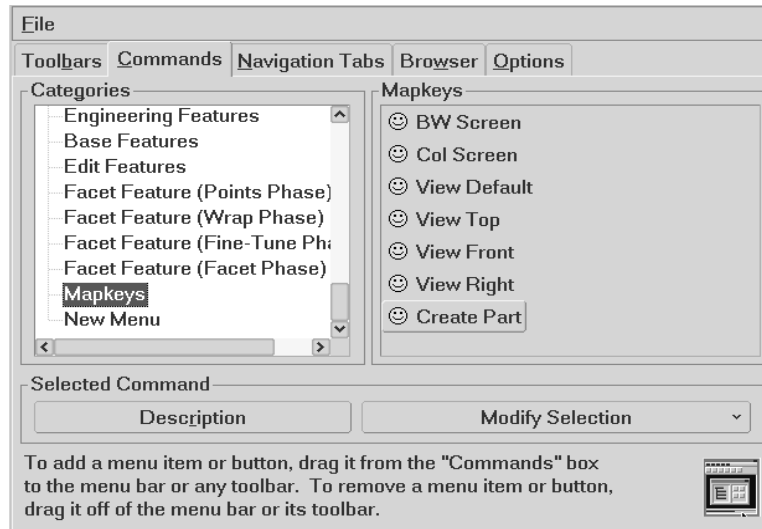 File
Toolbars Commands Navigation Tabs Browser Options
Categories
Engineering Features
Base Features
Edit Features
Facet Feature (Points Phase)
Facet Feature (Wrap Phase)
Facet Feature (Fine-Tune Pha
Facet Feature (Facet Phase)
Mapkeys
New Menu
Mapkeys
BW Screen
Col Screen
View Default
View Top
View Front
View Right
Create Part
Selected Command
Description Modify Selection
To add a menu item or button, drag it from the "Commands" box
to the menu bar or any toolbar. To remove a menu item or button,
drag it off of the menu bar or its toolbar.